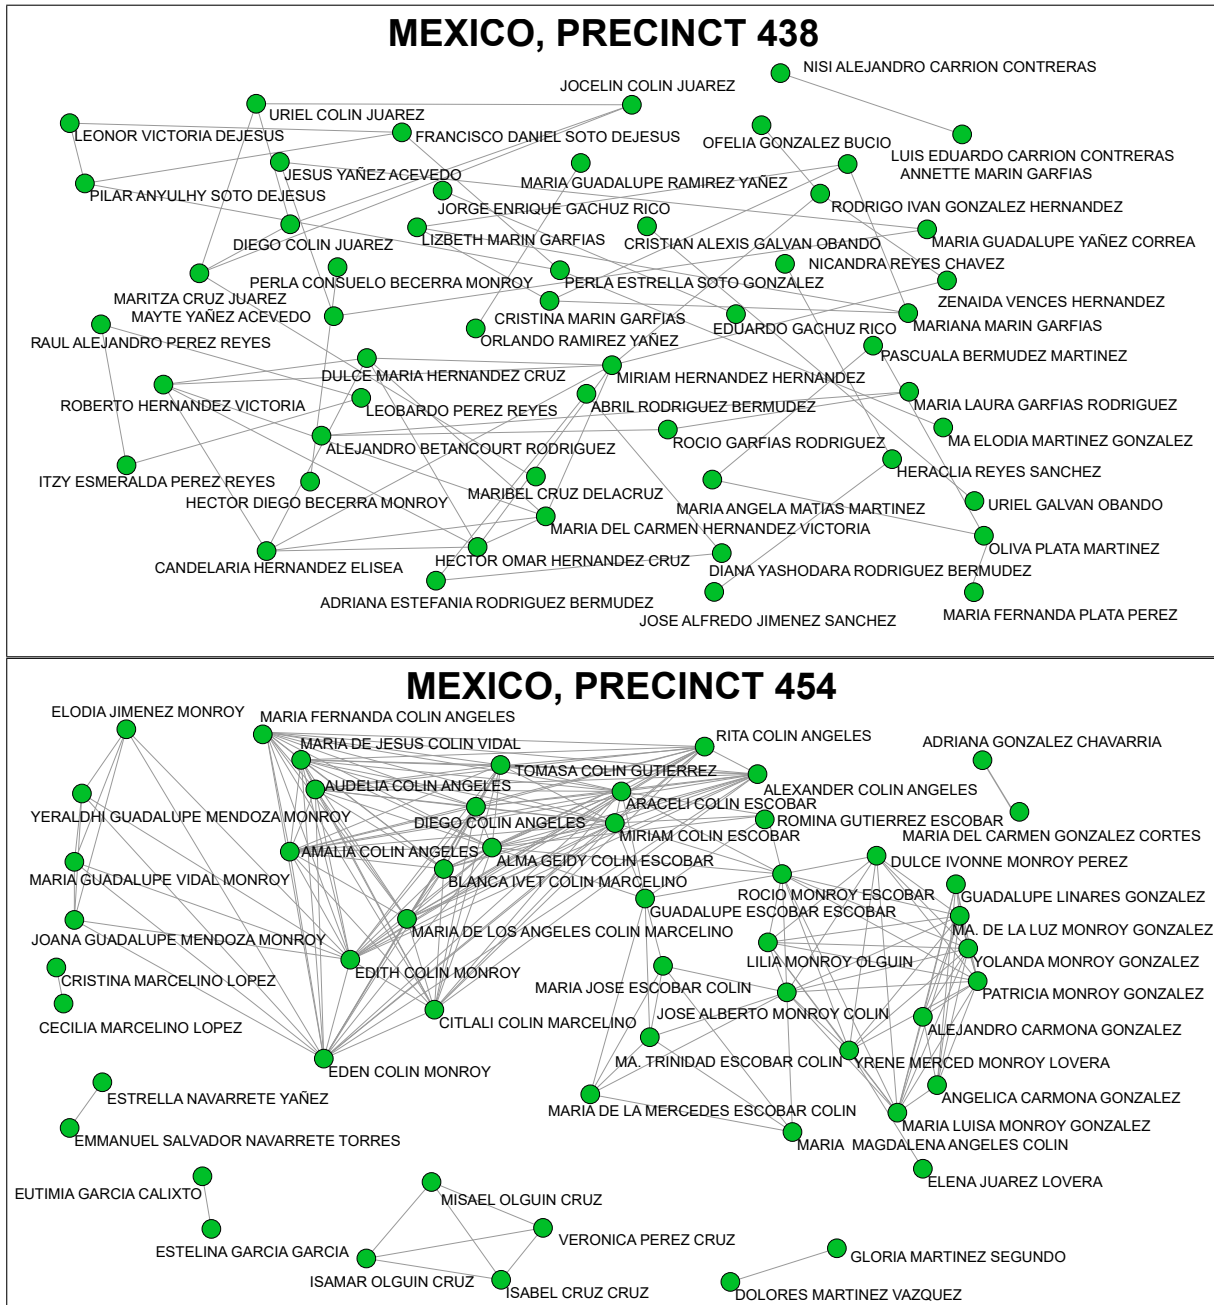 MEXICO, PRECINCT 438
NISI ALEJANDRO CARRION CONTRERAS
JOCELIN COLIN JUAREZ
URIEL COLIN JUAREZ
LEONOR VICTORIA DEJESUS
FRANCISCO DANIEL SOTO DEJESUS
OFELIA GONZALEZ BUCIO
LUIS EDUARDO CARRION CONTRERAS
JESUS YAÑEZ ACEVEDO
ANNETTE MARIN GARFIAS
MARIA GUADALUPE RAMIREZ YAÑEZ
PILAR ANYULHY SOTO DEJESUS
RODRIGO IVAN GONZALEZ HERNANDEZ
JORGE ENRIQUE GACHUZ RICO
DIEGO COLIN JUAREZ
LIZBETH MARIN GARFIAS
CRISTIAN ALEXIS GALVAN OBANDO
MARIA GUADALUPE YAÑEZ CORREA
NICANDRA REYES CHAVEZ
PERLA CONSUELO BECERRA MONROY
PERLA ESTRELLA SOTO GONZALEZ
MARITZA CRUZ JUAREZ
ZENAIDA VENCES HERNANDEZ
MAYTE YAÑEZ ACEVEDO
CRISTINA MARIN GARFIAS
EDUARDO GACHUZ RICO
MARIANA MARIN GARFIAS
RAUL ALEJANDRO PEREZ REYES
ORLANDO RAMIREZ YAÑEZ
PASCUALA BERMUDEZ MARTINEZ
DULCE MARIA HERNANDEZ CRUZ
MIRIAM HERNANDEZ HERNANDEZ
ROBERTO HERNANDEZ VICTORIA
LEOBARDO PEREZ REYES
ABRIL RODRIGUEZ BERMUDEZ
MARIA LAURA GARFIAS RODRIGUEZ
ALEJANDRO BETANCOURT RODRIGUEZ
ROCIO GARFIAS RODRIGUEZ
MA ELODIA MARTINEZ GONZALEZ
HERACLIA REYES SANCHEZ
ITZY ESMERALDA PEREZ REYES
HECTOR DIEGO BECERRA MONROY
MARIBEL CRUZ DELACRUZ
MARIA ANGELA MATIAS MARTINEZ
URIEL GALVAN OBANDO
MARIA DEL CARMEN HERNANDEZ VICTORIA
OLIVA PLATA MARTINEZ
CANDELARIA HERNANDEZ ELISEA
HECTOR OMAR HERNANDEZ CRUZ
DIANA YASHODARA RODRIGUEZ BERMUDEZ
ADRIANA ESTEFANIA RODRIGUEZ BERMUDEZ
JOSE ALFREDO JIMENEZ SANCHEZ
MARIA FERNANDA PLATA PEREZ
MEXICO, PRECINCT 454
ELODIA JIMENEZ MONROY
MARIA FERNANDA COLIN ANGELES
RITA COLIN ANGELES
ADRIANA GONZALEZ CHAVARRIA
MARIA DE JESUS COLIN VIDAL
TOMASA COLIN GUTIERREZ
AUDELIA COLIN ANGELES
ALEXANDER COLIN ANGELES
ARACELI COLIN ESCOBAR
YERALDHI GUADALUPE MENDOZA MONROY
DIEGO COLIN ANGELES
ROMINA GUTIERREZ ESCOBAR
MIRIAM COLIN ESCOBAR
MARIA DEL CARMEN GONZALEZ CORTES
AMALIA COLIN ANGELES
ALMA GEIDY COLIN ESCOBAR
DULCE IVONNE MONROY PEREZ
MARIA GUADALUPE VIDAL MONROY
BLANCA IVET COLIN MARCELINO
ROCIO MONROY ESCOBAR
GUADALUPE LINARES GONZALEZ
GUADALUPE ESCOBAR ESCOBAR
MA. DE LA LUZ MONROY GONZALEZ
JOANA GUADALUPE MENDOZA MONROY
MARIA DE LOS ANGELES COLIN MARCELINO
LILIA MONROY OLGUIN
YOLANDA MONROY GONZALEZ
CRISTINA MARCELINO LOPEZ
EDITH COLIN MONROY
MARIA JOSE ESCOBAR COLIN
PATRICIA MONROY GONZALEZ
CECILIA MARCELINO LOPEZ
CITLALI COLIN MARCELINO
JOSE ALBERTO MONROY COLIN
ALEJANDRO CARMONA GONZALEZ
EDEN COLIN MONROY
MA. TRINIDAD ESCOBAR COLIN
YRENE MERCED MONROY LOVERA
ESTRELLA NAVARRETE YAÑEZ
MARIA DE LA MERCEDES ESCOBAR COLIN
ANGELICA CARMONA GONZALEZ
MARIA LUISA MONROY GONZALEZ
EMMANUEL SALVADOR NAVARRETE TORRES
MARIA MAGDALENA ANGELES COLIN
ELENA JUAREZ LOVERA
EUTIMIA GARCIA CALIXTO
MISAEL OLGUIN CRUZ
ESTELINA GARCIA GARCIA
VERONICA PEREZ CRUZ
GLORIA MARTINEZ SEGUNDO
ISAMAR OLGUIN CRUZ
ISABEL CRUZ CRUZ
DOLORES MARTINEZ VAZQUEZ